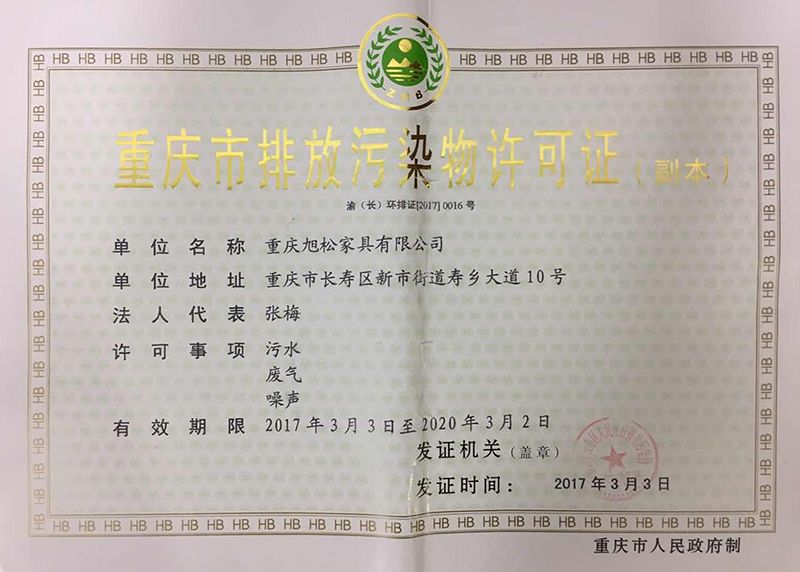 ZHB
重庆市排放污染物许可证（副本）
渝（长）环排证[2017] 0016 号
单位名称 重庆旭松家具有限公司
单位地址 重庆市长寿区新市街道寿乡大道10号
法人代表 张梅
许可事项 污水
废气
噪声
有效期限 2017年3月3日至2020年3月2日
发证机关（盖章）
发证时间： 2017年3月3日
重庆市人民政府制